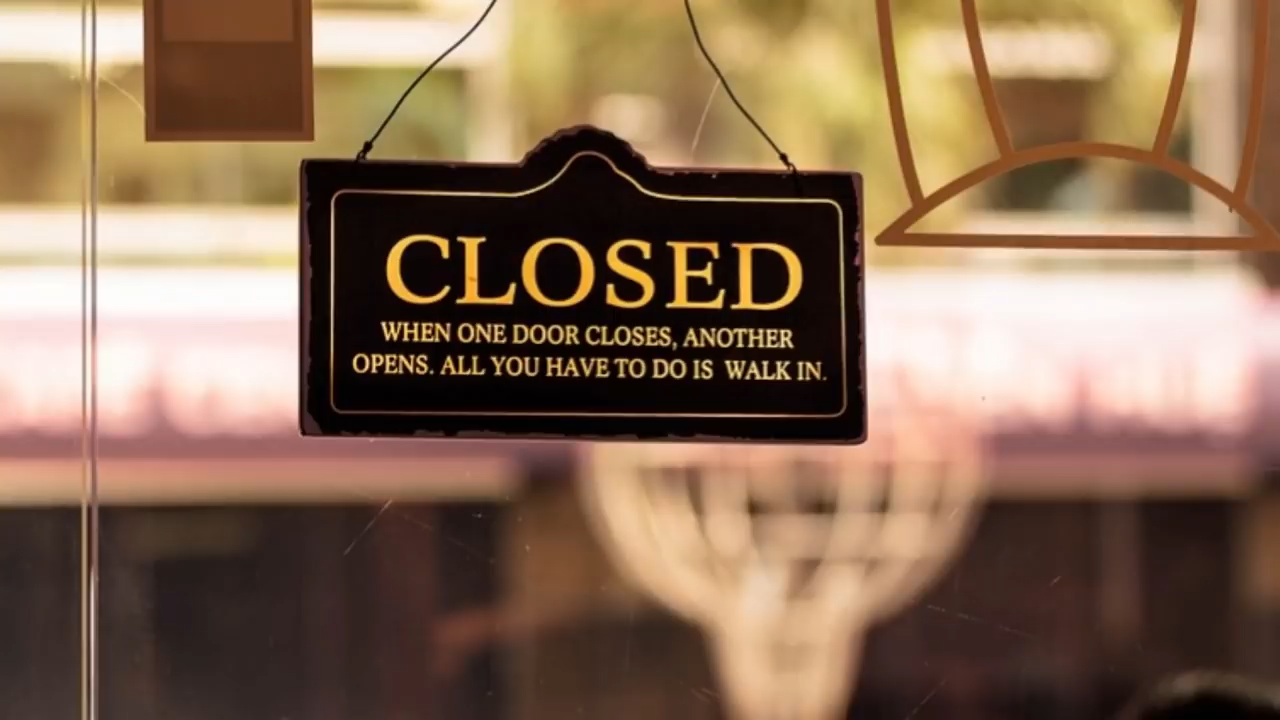 CLOSED
WHEN ONE DOOR CLOSES, ANOTHER
OPENS. ALL YOU HAVE TO DO IS WALK IN.